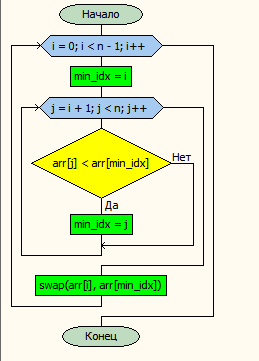 Начало
i = 0; i < n - 1; i++
min_idx = i
j = i + 1; j < n; j++
arr[j] < arr[min_idx]
Нет
Да
min_idx = j
swap(arr[i], arr[min_idx])
Конец